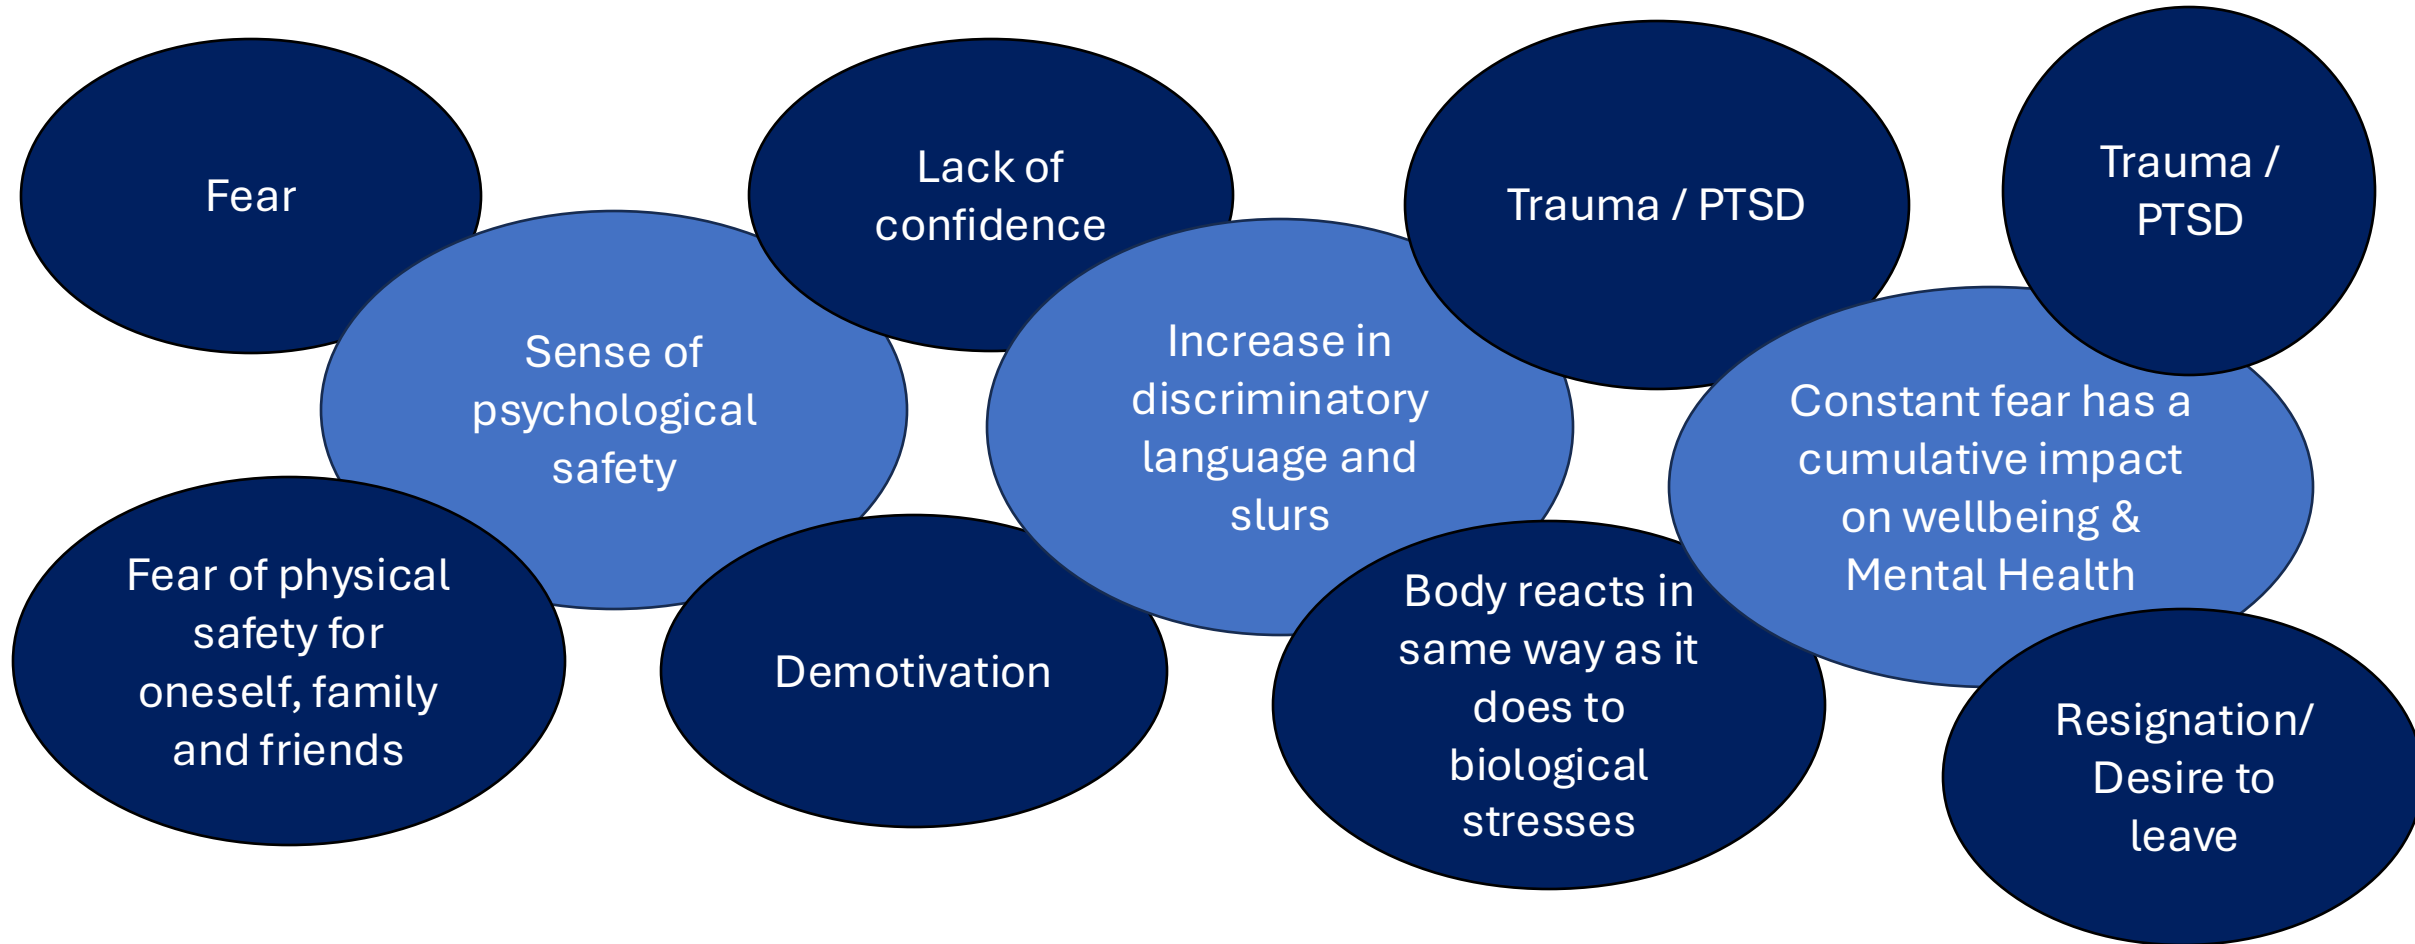 Fear
Lack of
confidence
Trauma / PTSD
Trauma /
PTSD
Sense of
psychological
safety
Increase in
discriminatory
language and
slurs
Constant fear has a
cumulative impact
on wellbeing &
Mental Health
Fear of physical
safety for
oneself, family
and friends
Demotivation
Body reacts in
same way as it
does to
biological
stresses
Resignation/
Desire to
leave